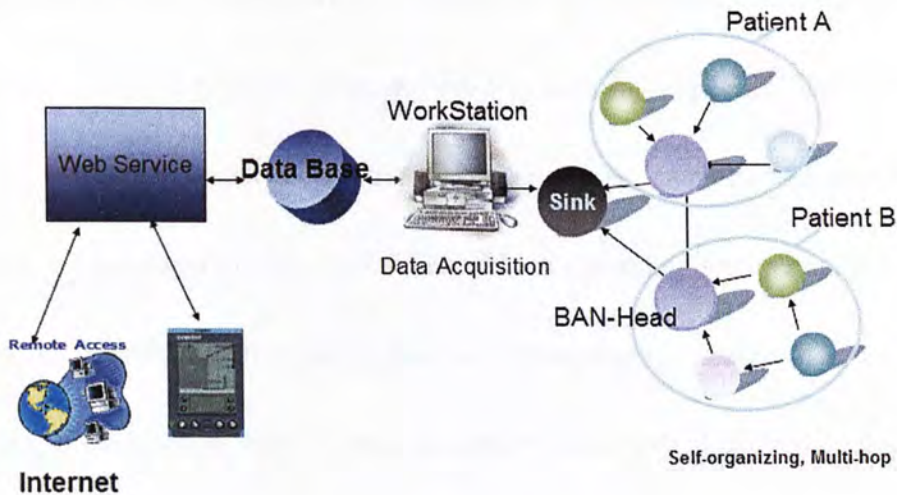 Patient A
WorkStation
Web Service
Data Base
Sink
Patient B
Data Acquisition
BAN-Head
Remote Access
Internet
Self-organizing, Multi-hop